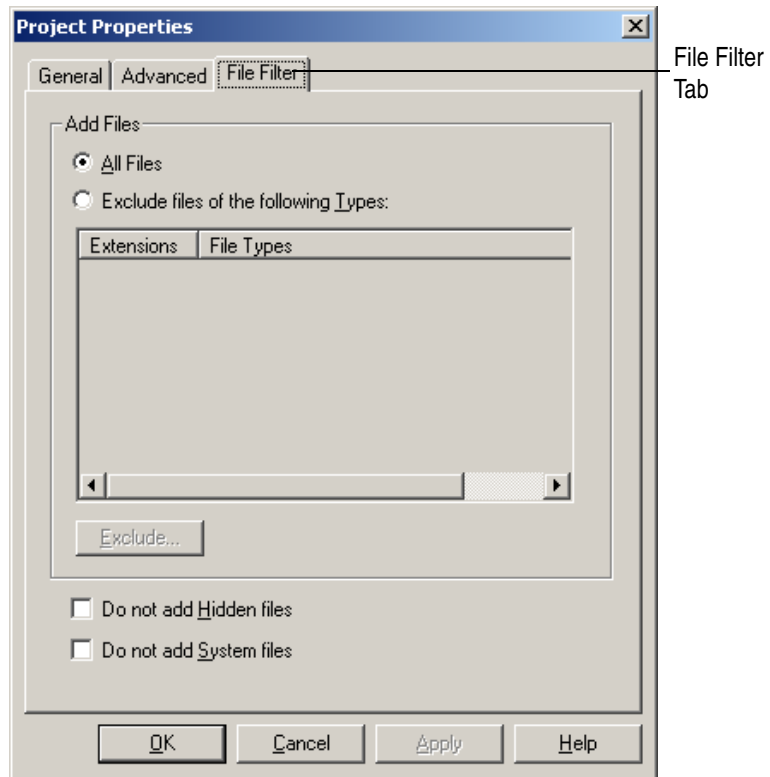 Project Properties
General Advanced File Filter
File Filter
Tab
Add Files
All Files
Exclude files of the following Types:
Extensions File Types
Exclude...
Do not add Hidden files
Do not add System files
OK Cancel Apply Help